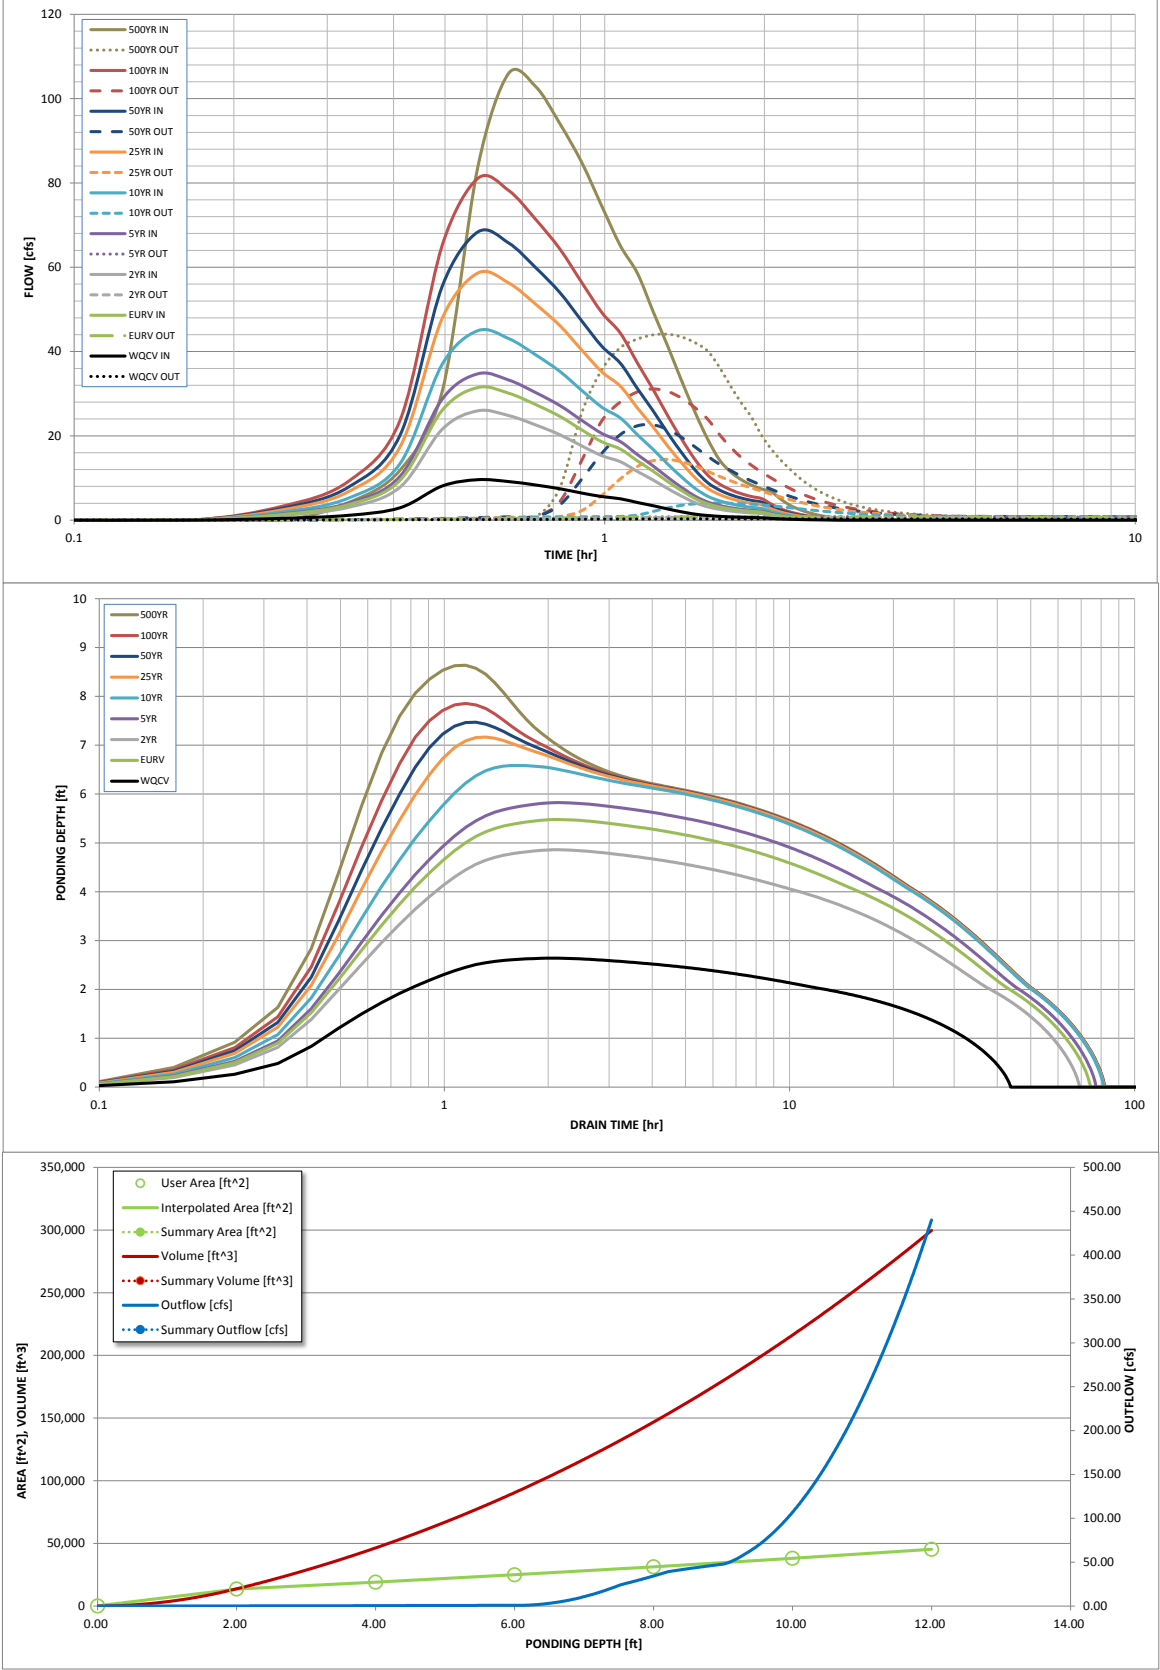 120
100
80
60
40
20
0
FLOW [cfs]
500YR IN
500YR OUT
100YR IN
100YR OUT
50YR IN
50YR OUT
25YR IN
25YR OUT
10YR IN
10YR OUT
5YR IN
5YR OUT
2YR IN
2YR OUT
EURV IN
EURV OUT
WQCV IN
WQCV OUT
0.1 1 10
TIME [hr]
10
9
8
7
6
5
4
3
2
1
0
PONDING DEPTH [ft]
500YR
100YR
50YR
25YR
10YR
5YR
2YR
EURV
WQCV
0.1 1 10 100
DRAIN TIME [hr]
350,000
300,000
250,000
200,000
150,000
100,000
50,000
0
AREA [ft^2], VOLUME [ft^3]
User Area [ft^2]
Interpolated Area [ft^2]
Summary Area [ft^2]
Volume [ft^3]
Summary Volume [ft^3]
Outflow [cfs]
Summary Outflow [cfs]
500.00
450.00
400.00
350.00
300.00
250.00
200.00
150.00
100.00
50.00
0.00
OUTFLOW [cfs]
0.00 2.00 4.00 6.00 8.00 10.00 12.00 14.00
PONDING DEPTH [ft]